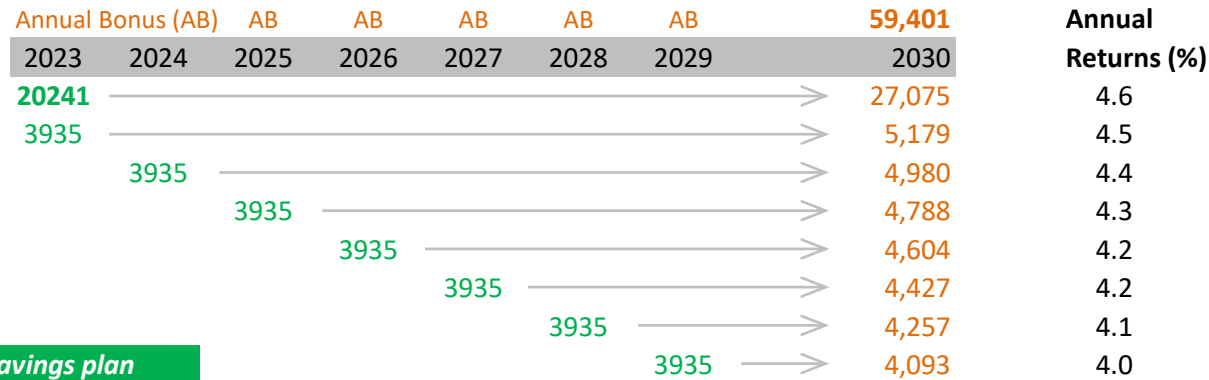 Annual Bonus (AB) AB AB AB AB AB 59,401 Annual
2023 2024 2025 2026 2027 2028 2029 2030 Returns (%)
20241 27,075 4.6
3935 5,179 4.5
3935 4,980 4.4
3935 4,788 4.3
3935 4,604 4.2
3935 4,427 4.2
3935 4,257 4.1
avings plan 3935 4,093 4.0